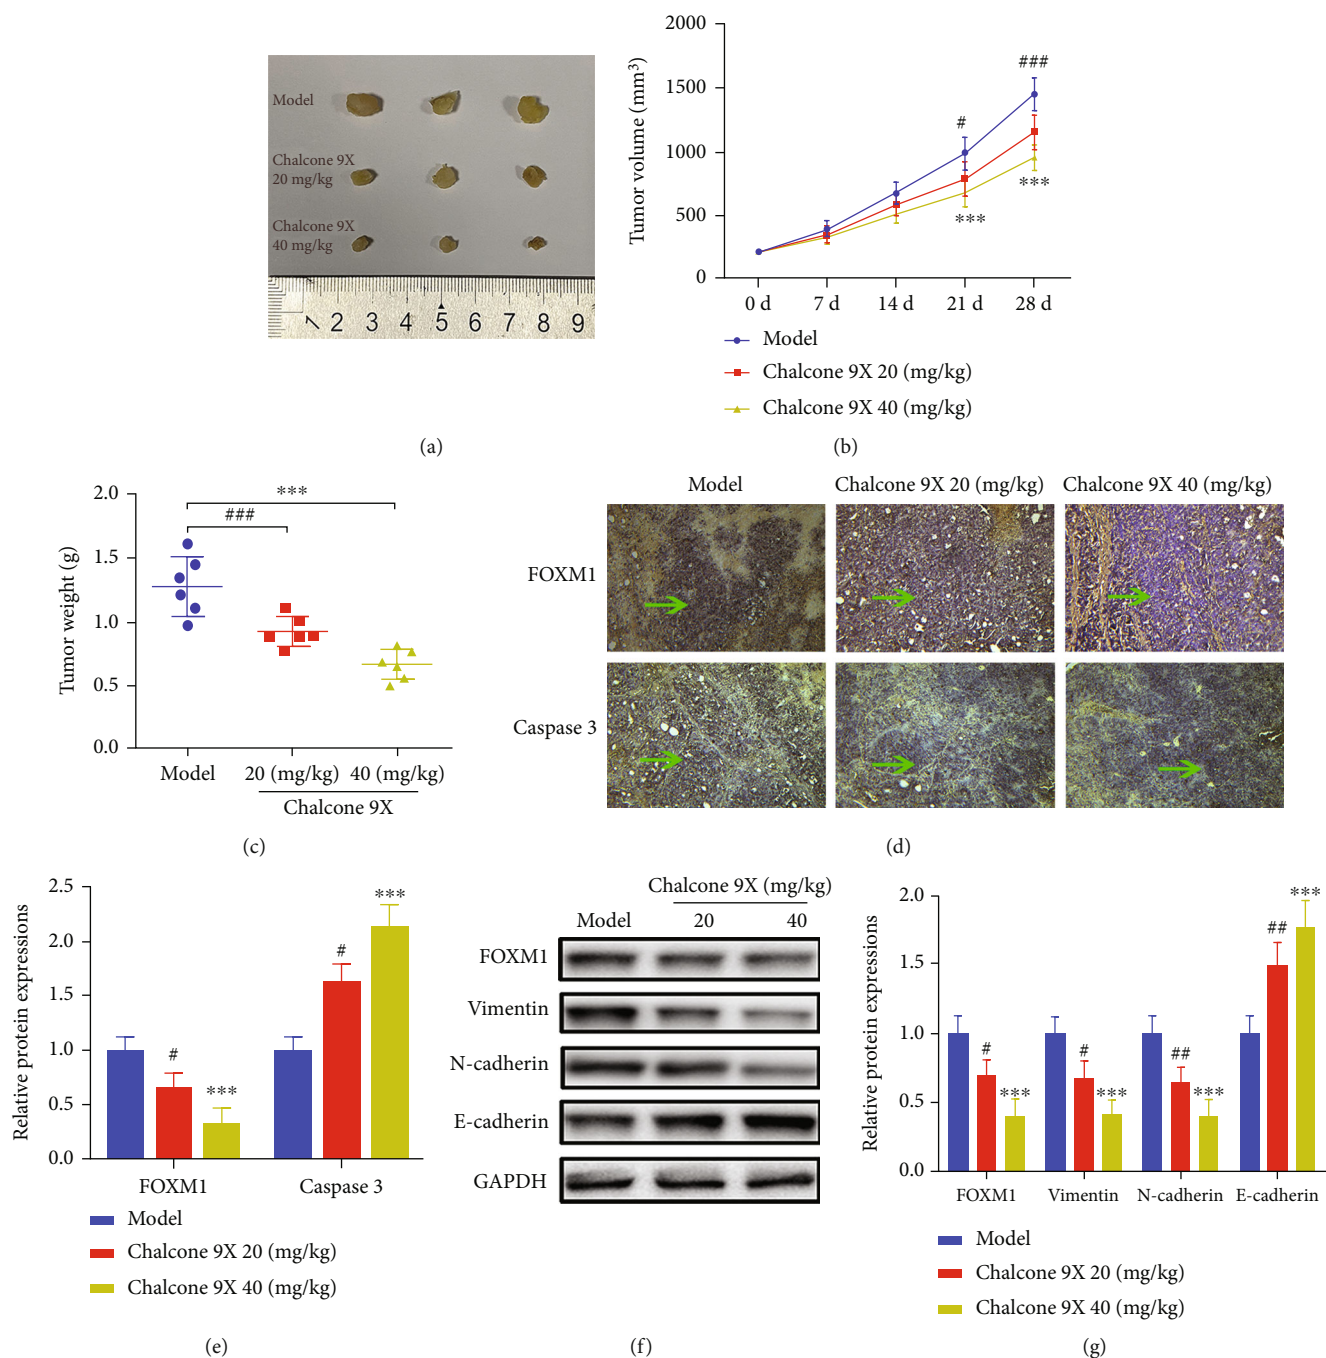 Model
Chalcone 9X
20 mg/kg
Chalcone 9X
40 mg/kg
1 2 3 4 5 6 7 8 9
(a)
Tumor volume (mm³)
2000
1500
1000
500
0
#
###
***
***
0 d 7 d 14 d 21 d 28 d
Model
Chalcone 9X 20 (mg/kg)
Chalcone 9X 40 (mg/kg)
(b)
Tumor weight (g)
2.0
1.5
1.0
0.5
0.0
***
###
Model 20 (mg/kg) 40 (mg/kg)
Chalcone 9X
(c)
Model Chalcone 9X 20 (mg/kg) Chalcone 9X 40 (mg/kg)
FOXM1
Caspase 3
(d)
Relative protein expressions
2.5
2.0
1.5
1.0
0.5
0.0
#
***
#
***
FOXM1 Caspase 3
Model
Chalcone 9X 20 (mg/kg)
Chalcone 9X 40 (mg/kg)
(e)
Chalcone 9X (mg/kg)
Model 20 40
FOXM1
Vimentin
N-cadherin
E-cadherin
GAPDH
(f)
Relative protein expressions
2.0
1.5
1.0
0.5
0.0
#
***
#
***
##
***
##
***
FOXM1 Vimentin N-cadherin E-cadherin
Model
Chalcone 9X 20 (mg/kg)
Chalcone 9X 40 (mg/kg)
(g)